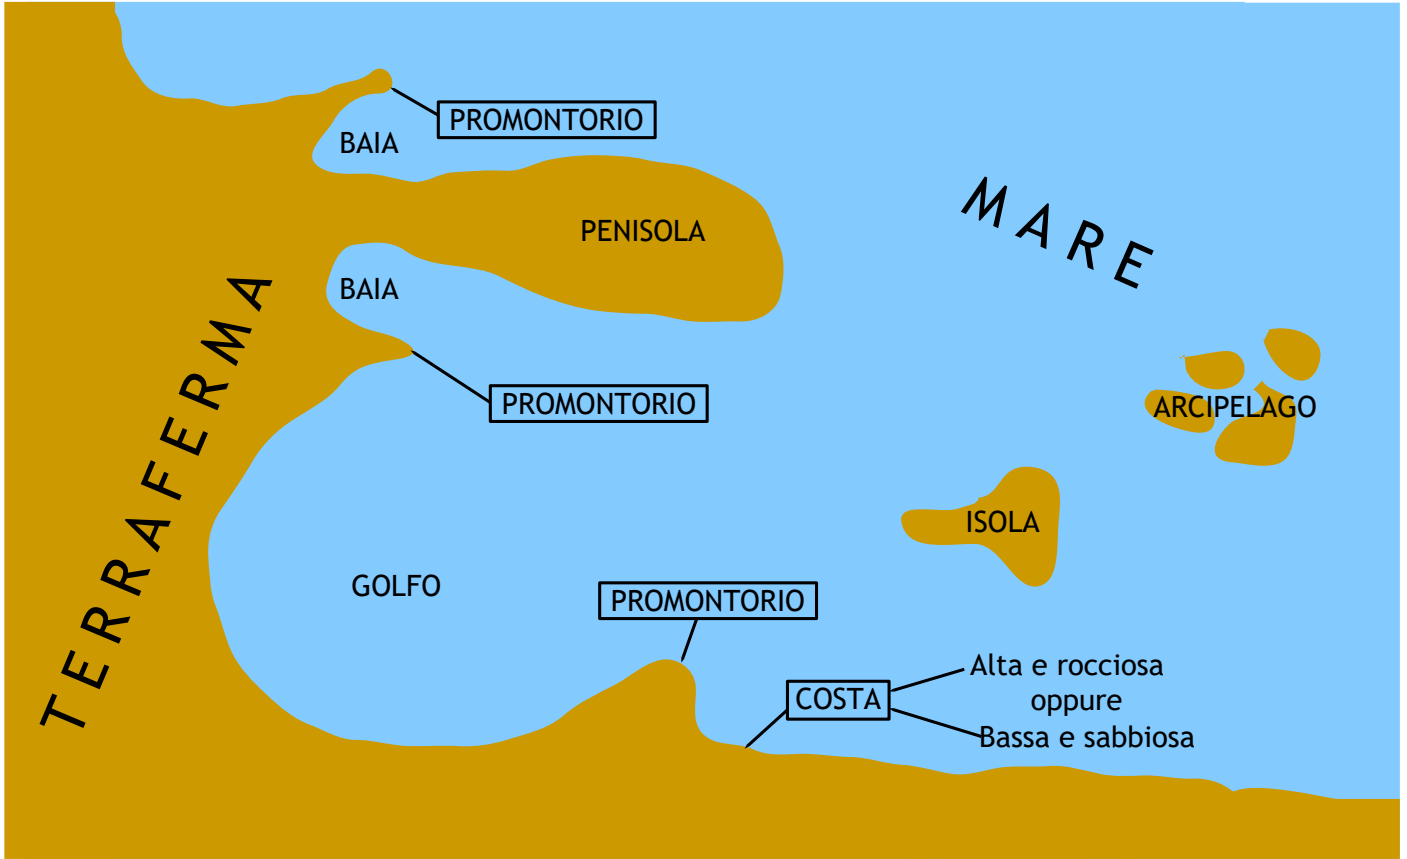 PROMONTORIO
BAIA
MARE
PENISOLA
BAIA
TERRAFERMA
PROMONTORIO
ARCIPELAGO
ISOLA
GOLFO
PROMONTORIO
COSTA
Alta e rocciosa
oppure
Bassa e sabbiosa